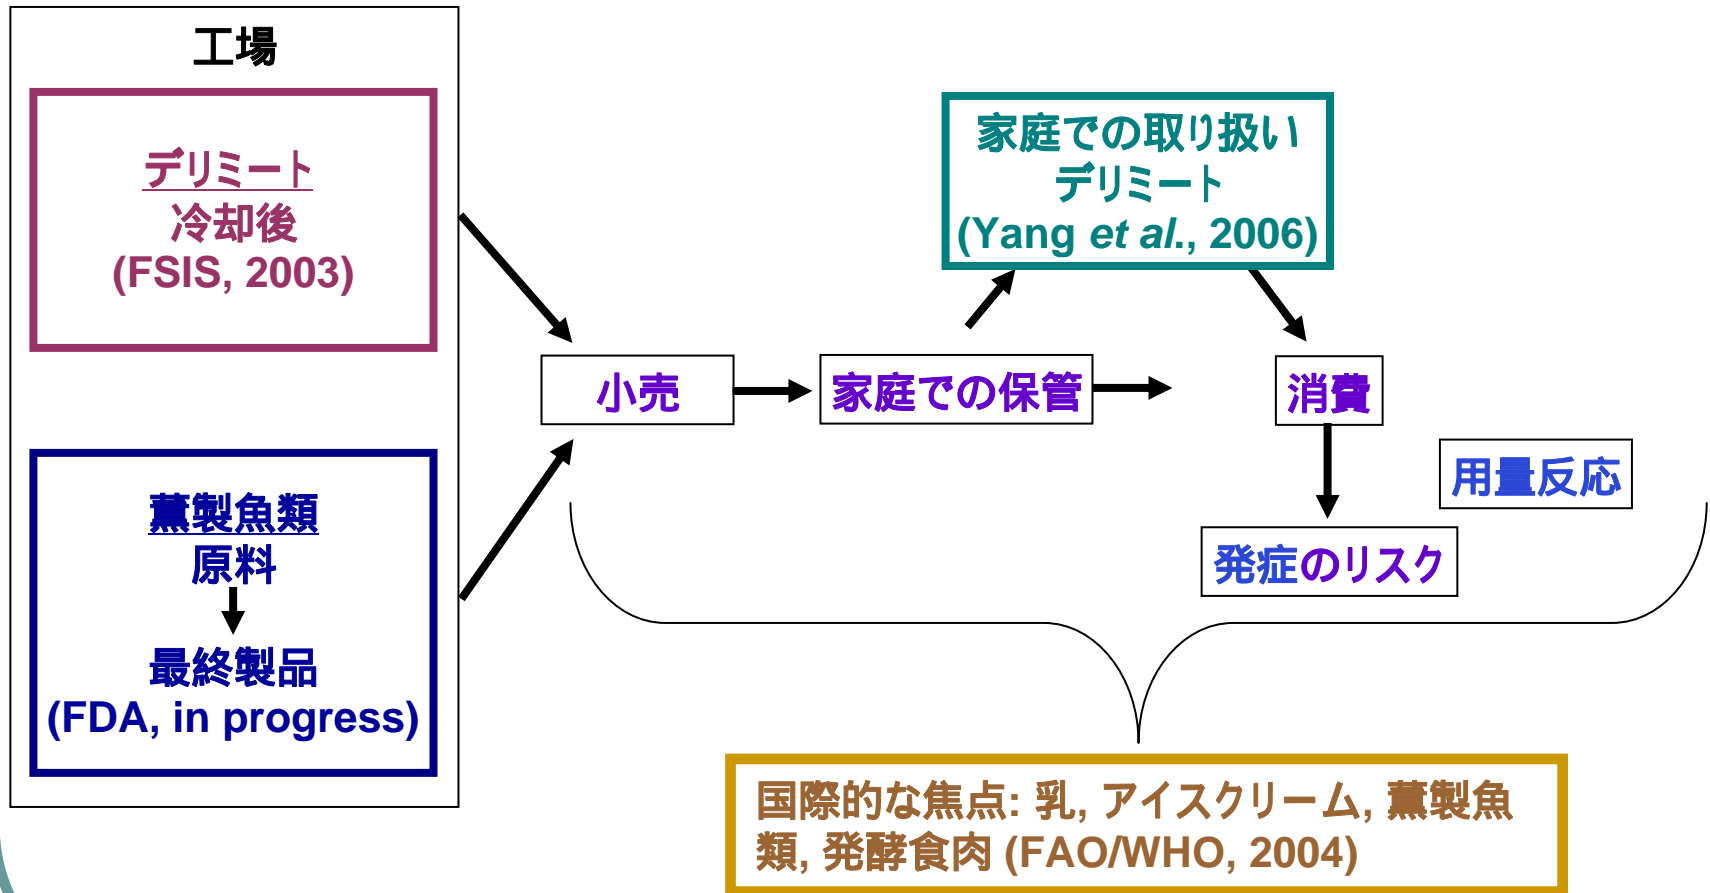 工場
デリミート
冷却後
(FSIS, 2003)
薫製魚類
原料
最終製品
(FDA, in progress)
小売
家庭での保管
家庭での取り扱い
デリミート
(Yang et al., 2006)
消費
用量反応
発症のリスク
国際的な焦点: 乳, アイスクリーム, 薫製魚
類, 発酵食肉 (FAO/WHO, 2004)